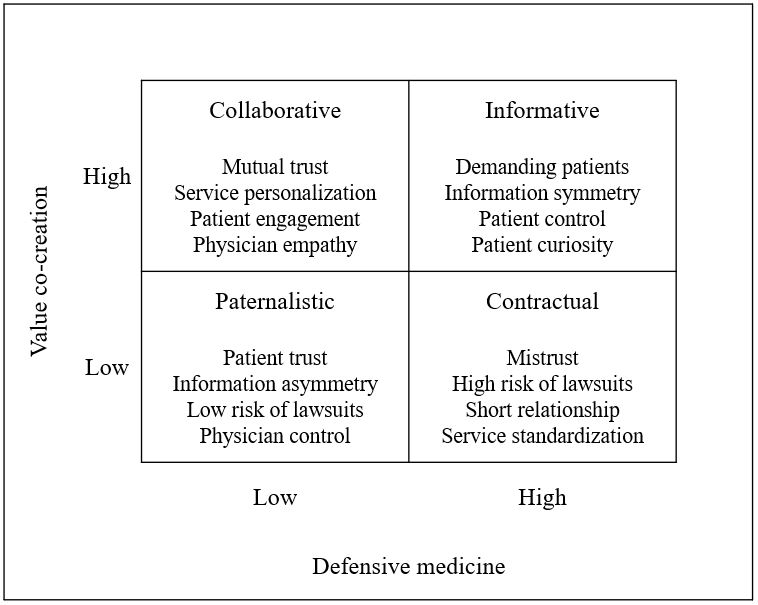 Collaborative
Mutual trust
Service personalization
Patient engagement
Physician empathy
Informative
Demanding patients
Information symmetry
Patient control
Patient curiosity
High
Value co-creation
Low
Paternalistic
Patient trust
Information asymmetry
Low risk of lawsuits
Physician control
Contractual
Mistrust
High risk of lawsuits
Short relationship
Service standardization
Low
High
Defensive medicine